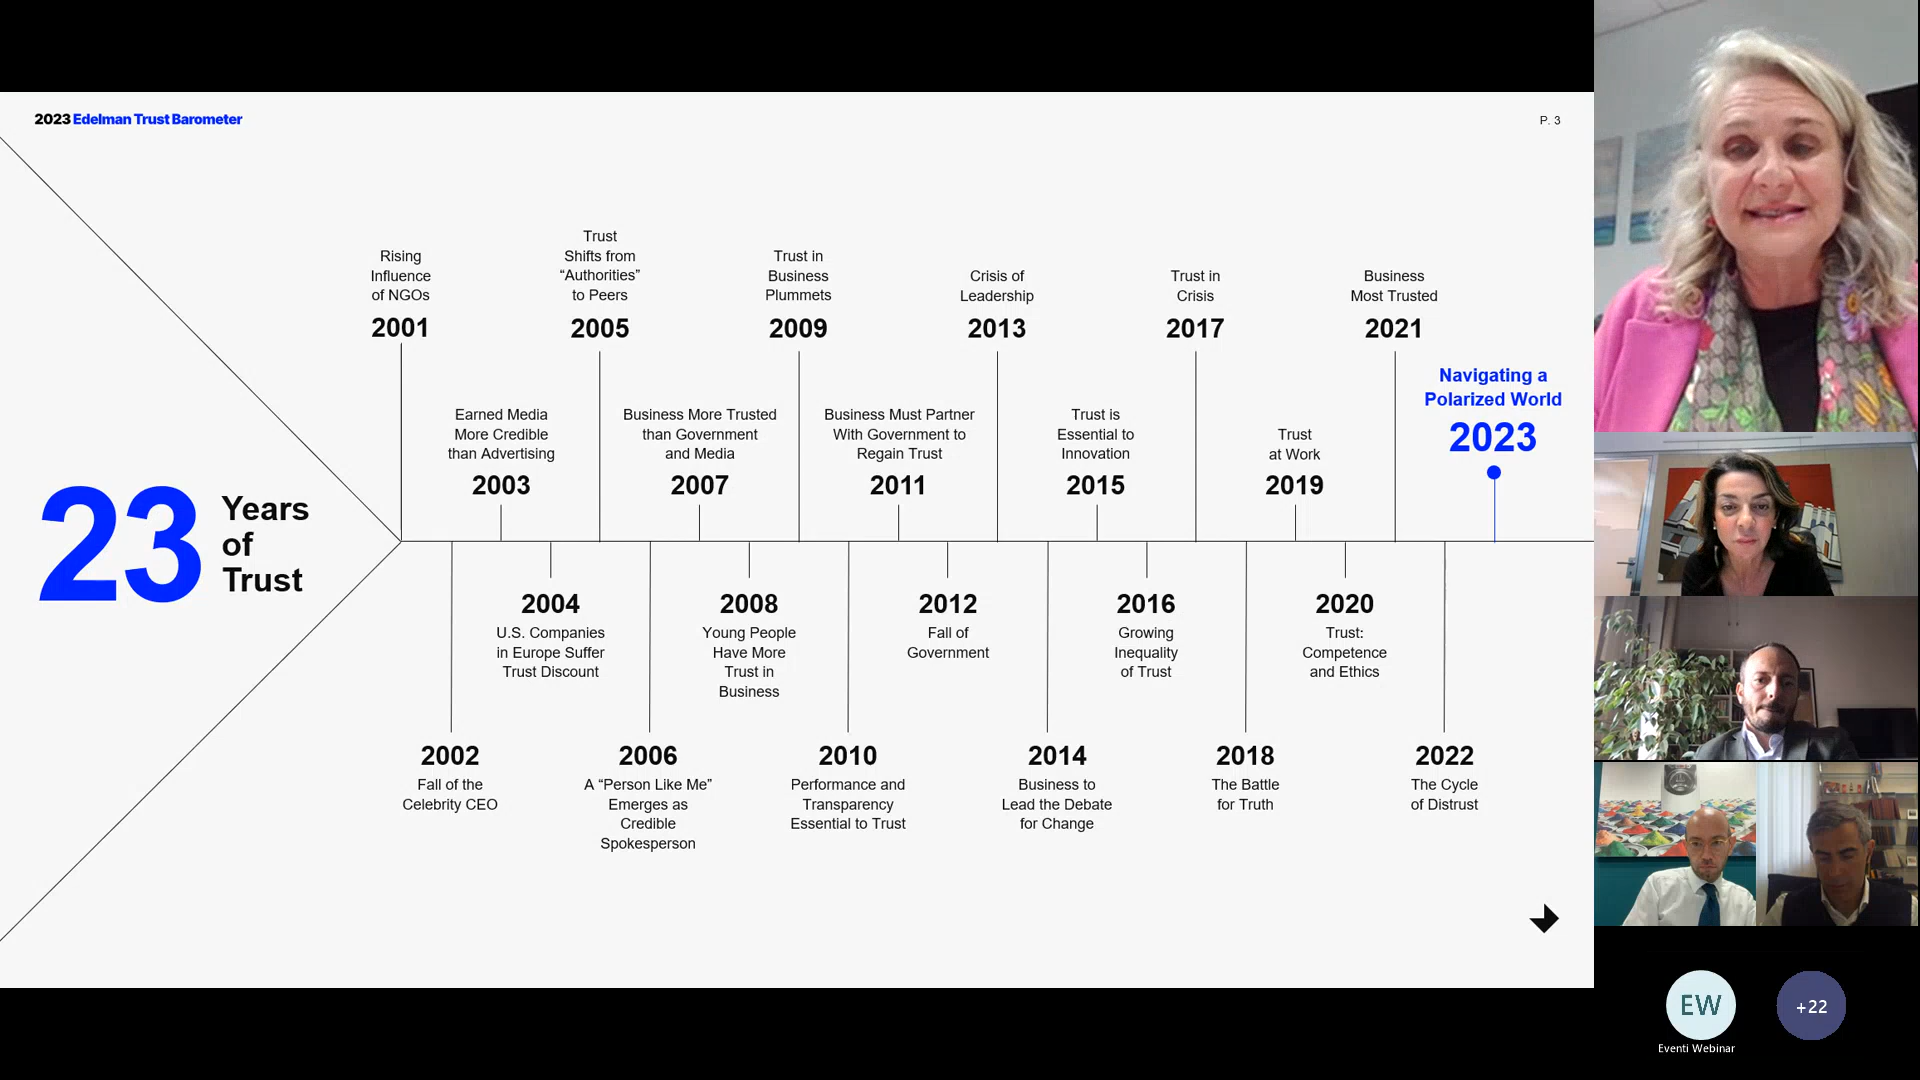 2023 Edelman Trust Barometer
P. 3
23
Years
of
Trust
Rising
Influence
of NGOs
2001
Trust
Shifts from
“Authorities”
to Peers
2005
Trust in
Business
Plummets
2009
Crisis of
Leadership
2013
Trust in
Crisis
2017
Business
Most Trusted
2021
Earned Media
More Credible
than Advertising
2003
Business More Trusted
than Government
and Media
2007
Business Must Partner
With Government to
Regain Trust
2011
Trust is
Essential to
Innovation
2015
Trust
at Work
2019
Navigating a
Polarized World
2023
2004
U.S. Companies
in Europe Suffer
Trust Discount
2008
Young People
Have More
Trust in
Business
2012
Fall of
Government
2016
Growing
Inequality
of Trust
2020
Trust:
Competence
and Ethics
2002
Fall of the
Celebrity CEO
2006
A “Person Like Me”
Emerges as
Credible
Spokesperson
2010
Performance and
Transparency
Essential to Trust
2014
Business to
Lead the Debate
for Change
2018
The Battle
for Truth
2022
The Cycle
of Distrust
EW
Eventi Webinar
+22